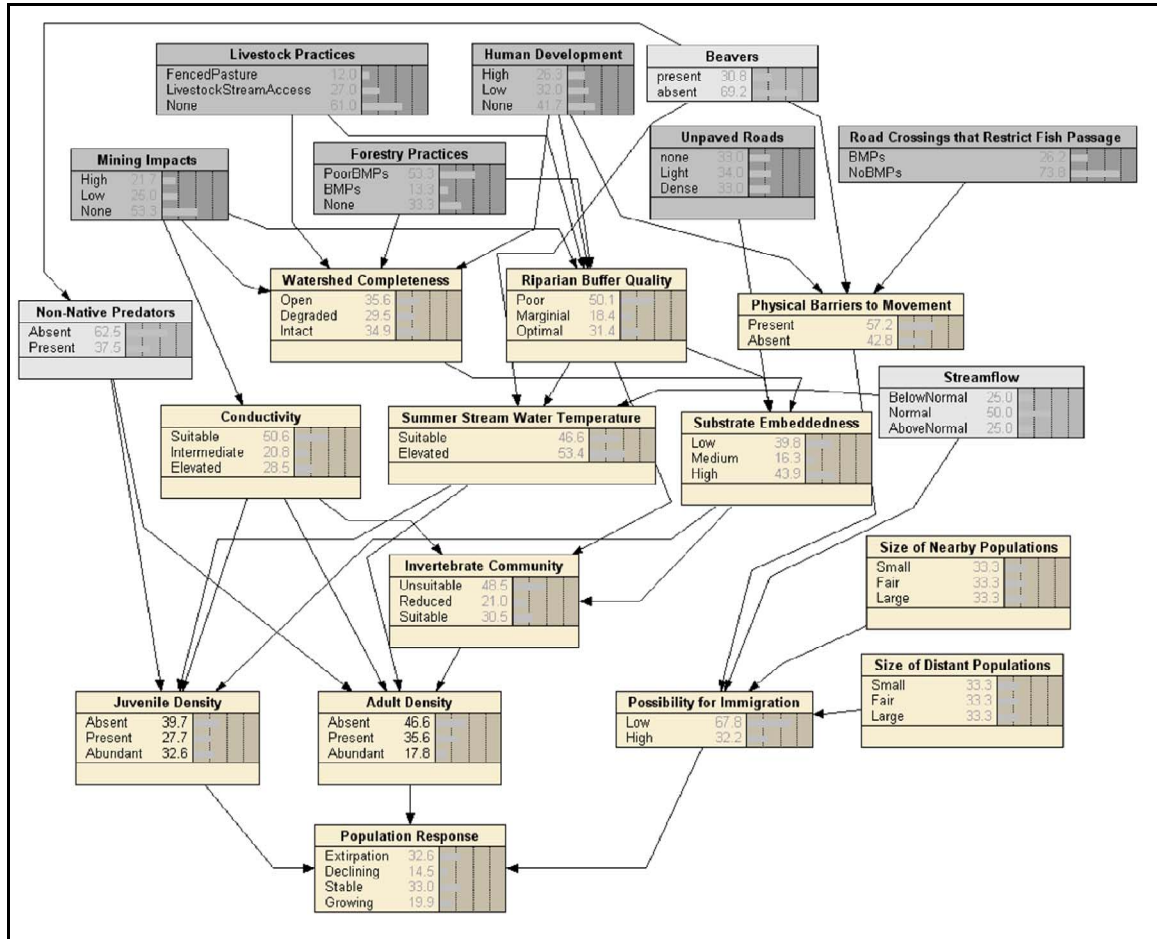 Livestock Practices
FencedPasture 12.0
LivestockStreamAccess 27.0
None 61.0
Human Development
High 26.3
Low 32.0
None 41.7
Beavers
present 30.8
absent 69.2
Mining Impacts
High 21.7
Low 26.0
None 53.3
Forestry Practices
PoorBMPs 53.3
BMPs 13.3
None 33.3
Unpaved Roads
none 33.0
Light 34.0
Dense 33.0
Road Crossings that Restrict Fish Passage
BMPs 26.2
NoBMPs 73.8
Non-Native Predators
Absent 62.5
Present 37.5
Watershed Completeness
Open 35.6
Degraded 29.5
Intact 34.9
Riparian Buffer Quality
Poor 50.1
Marginial 18.4
Optimal 31.4
Physical Barriers to Movement
Present 57.2
Absent 42.8
Streamflow
BelowNormal 25.0
Normal 50.0
AboveNormal 25.0
Conductivity
Suitable 50.6
Intermediate 20.8
Elevated 28.5
Summer Stream Water Temperature
Suitable 46.6
Elevated 53.4
Substrate Embeddedness
Low 39.8
Medium 16.3
High 43.9
Invertebrate Community
Unsuitable 48.5
Reduced 21.0
Suitable 30.5
Size of Nearby Populations
Small 33.3
Fair 33.3
Large 33.3
Size of Distant Populations
Small 33.3
Fair 33.3
Large 33.3
Juvenile Density
Absent 39.7
Present 27.7
Abundant 32.6
Adult Density
Absent 46.6
Present 35.6
Abundant 17.8
Possibility for Immigration
Low 67.8
High 32.2
Population Response
Extirpation 32.6
Declining 14.5
Stable 33.0
Growing 19.9